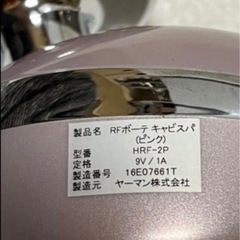 製品名 RFボーテ キャビスパ
(ピンク)
型番 HRF-2P
定格 9V/1A
製造番号 16E07661T
製造元 ヤーマン株式会社